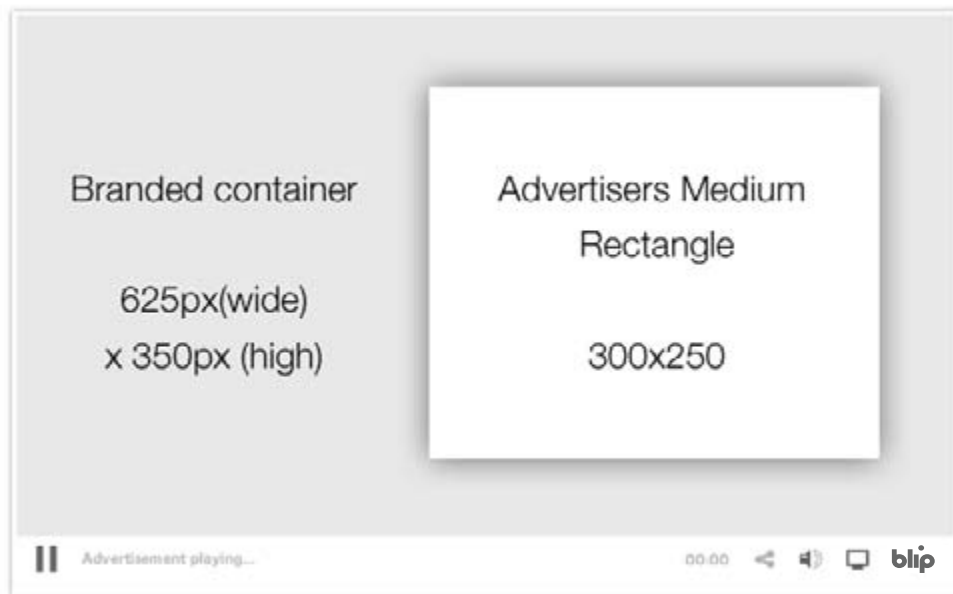 Branded container
625px(wide)
x 350px (high)
Advertisers Medium
Rectangle
300x250
Advertisement playing...
00:00
blip